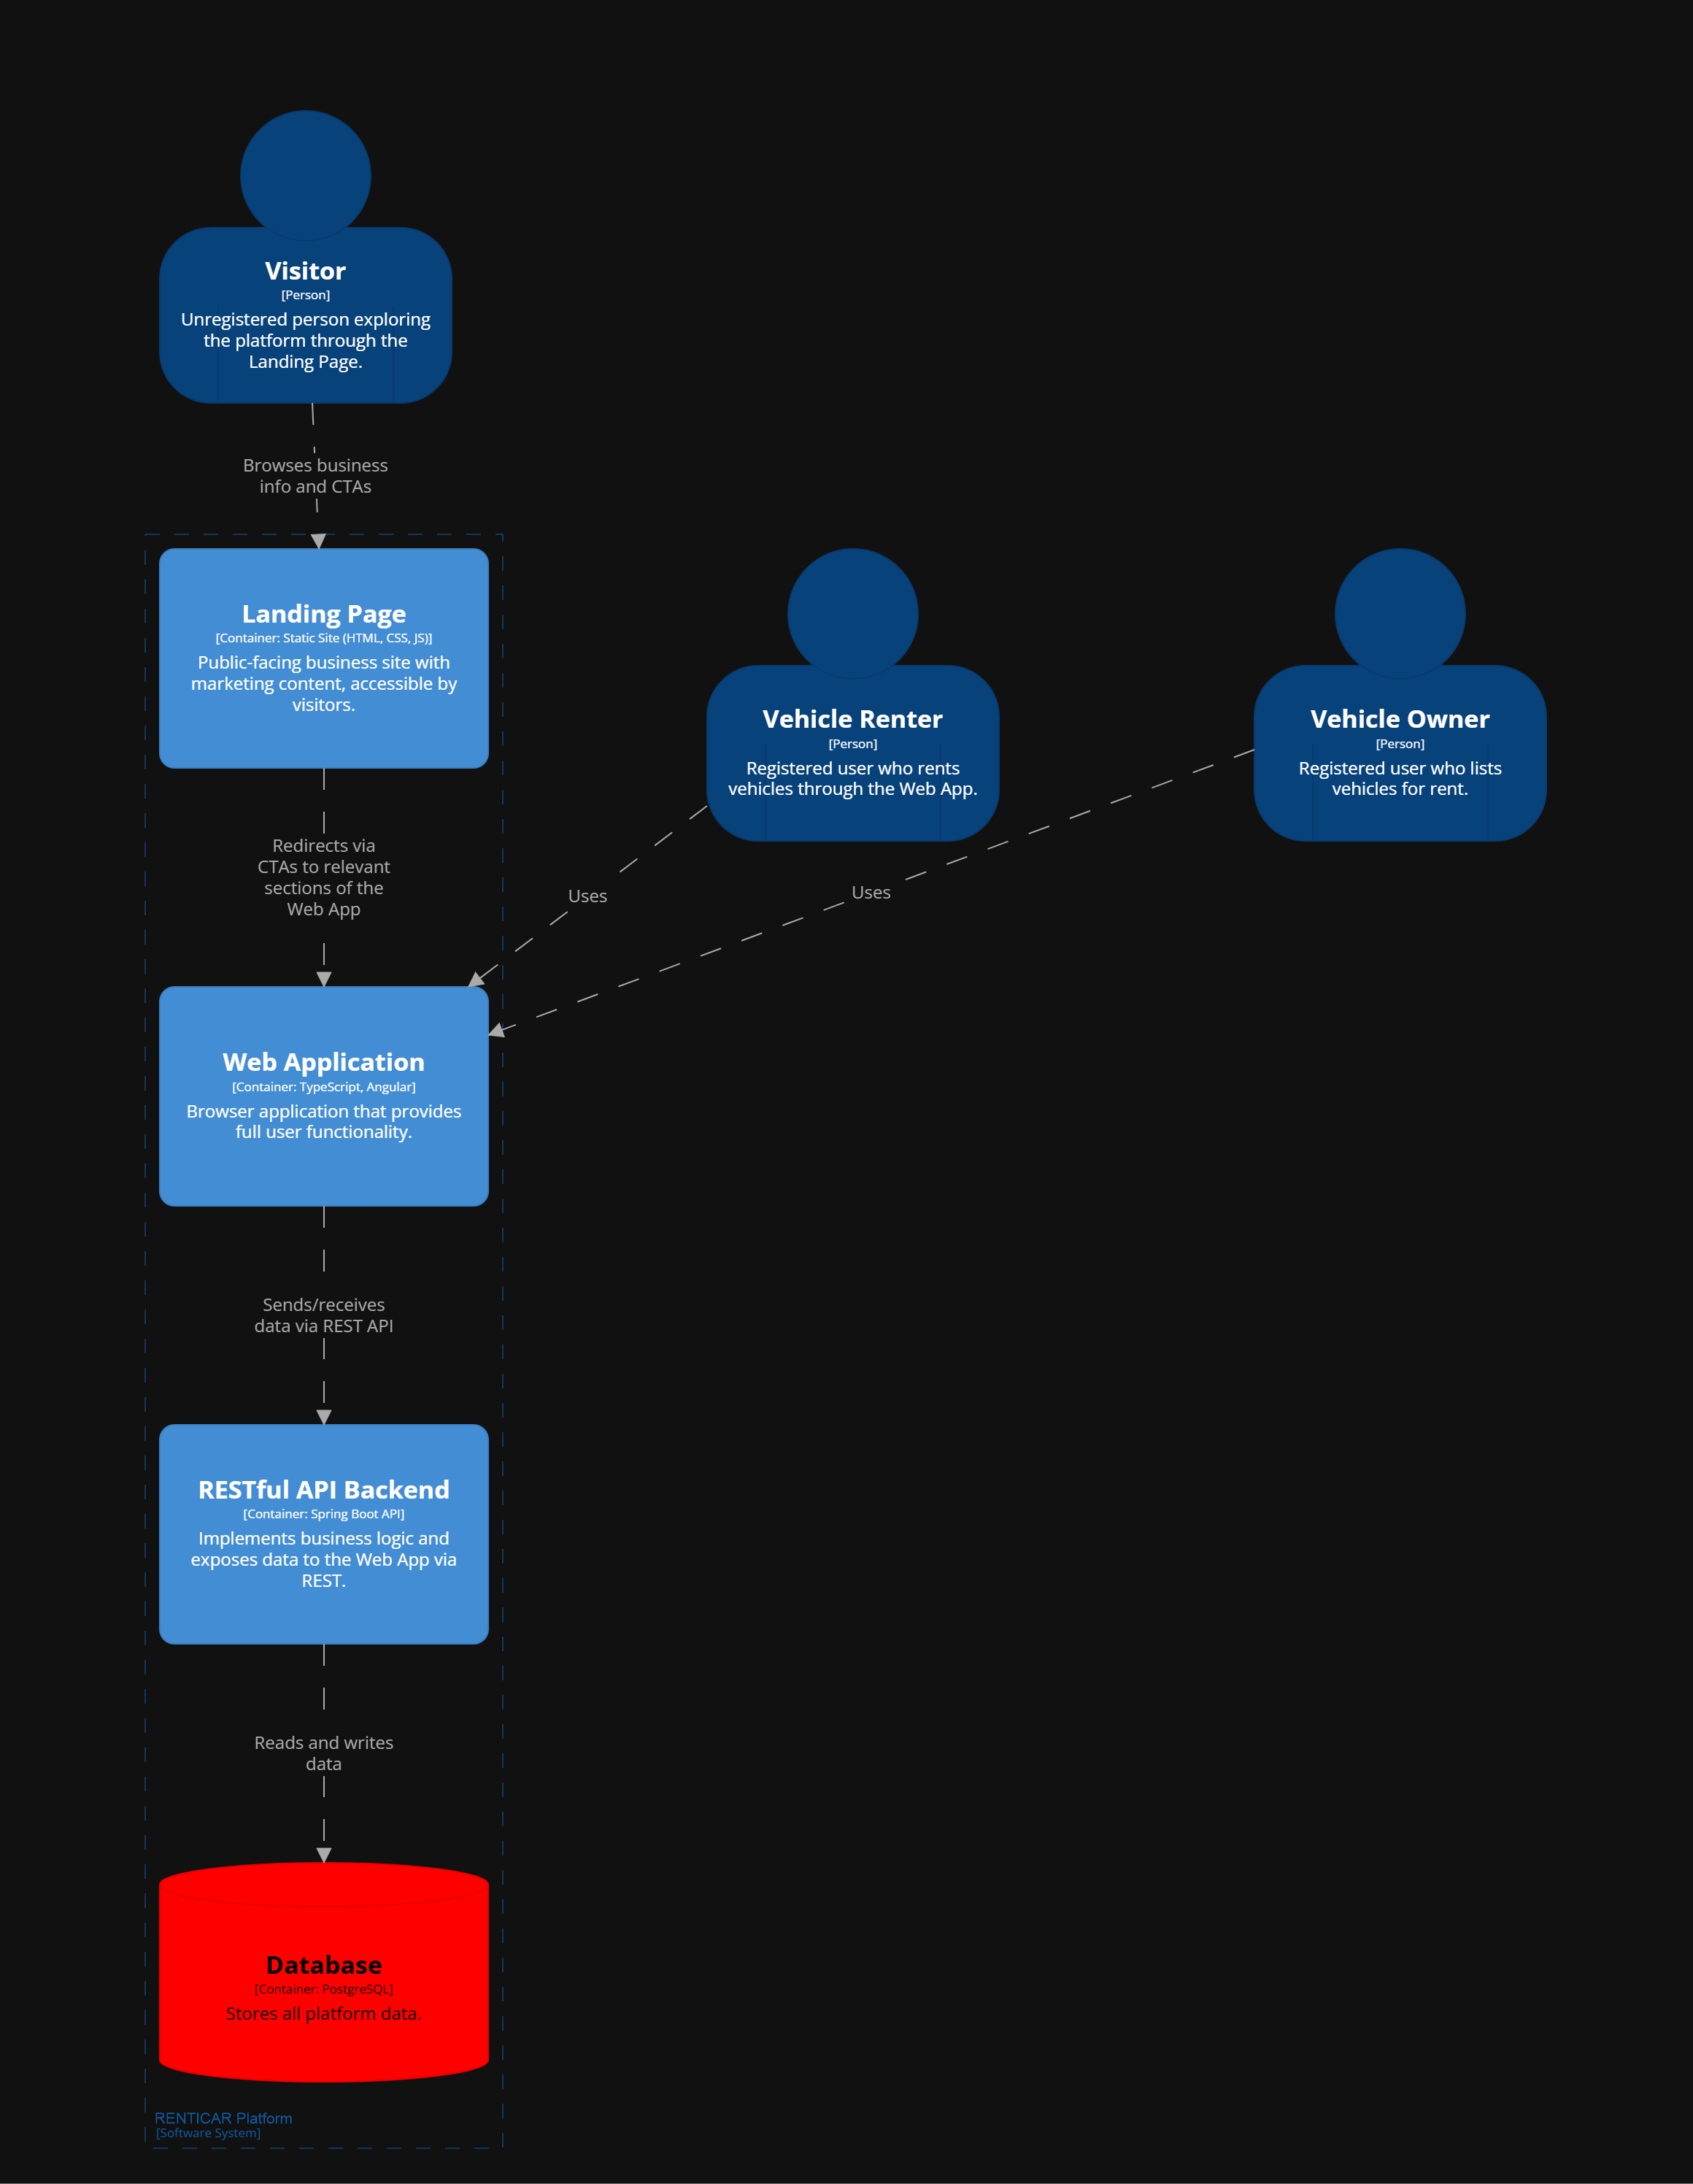 Visitor
[Person]
Unregistered person exploring
the platform through the
Landing Page.
Browses business
info and CTAs
Landing Page
[Container: Static Site (HTML, CSS, JS)]
Public-facing business site with
marketing content, accessible by
visitors.
Vehicle Renter
[Person]
Registered user who rents
vehicles through the Web App.
Vehicle Owner
[Person]
Registered user who lists
vehicles for rent.
Redirects via
CTAs to relevant
sections of the
Web App
Uses
Uses
Web Application
[Container: TypeScript, Angular]
Browser application that provides
full user functionality.
Sends/receives
data via REST API
RESTful API Backend
[Container: Spring Boot API]
Implements business logic and
exposes data to the Web App via
REST.
Reads and writes
data
Database
[Container: PostgreSQL]
Stores all platform data.
RENTICAR Platform
[Software System]